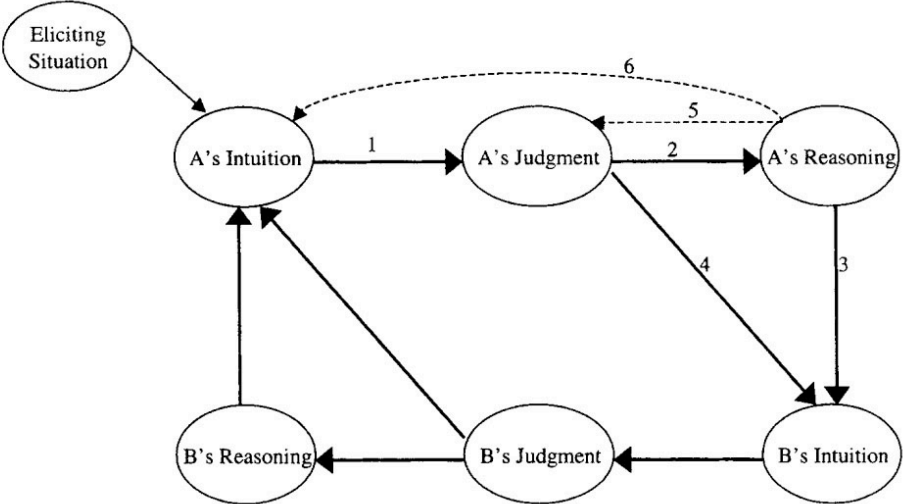 Eliciting
Situation
6
5
A's Intuition
1
A's Judgment
2
A's Reasoning
4
3
B's Reasoning
B's Judgment
B's Intuition